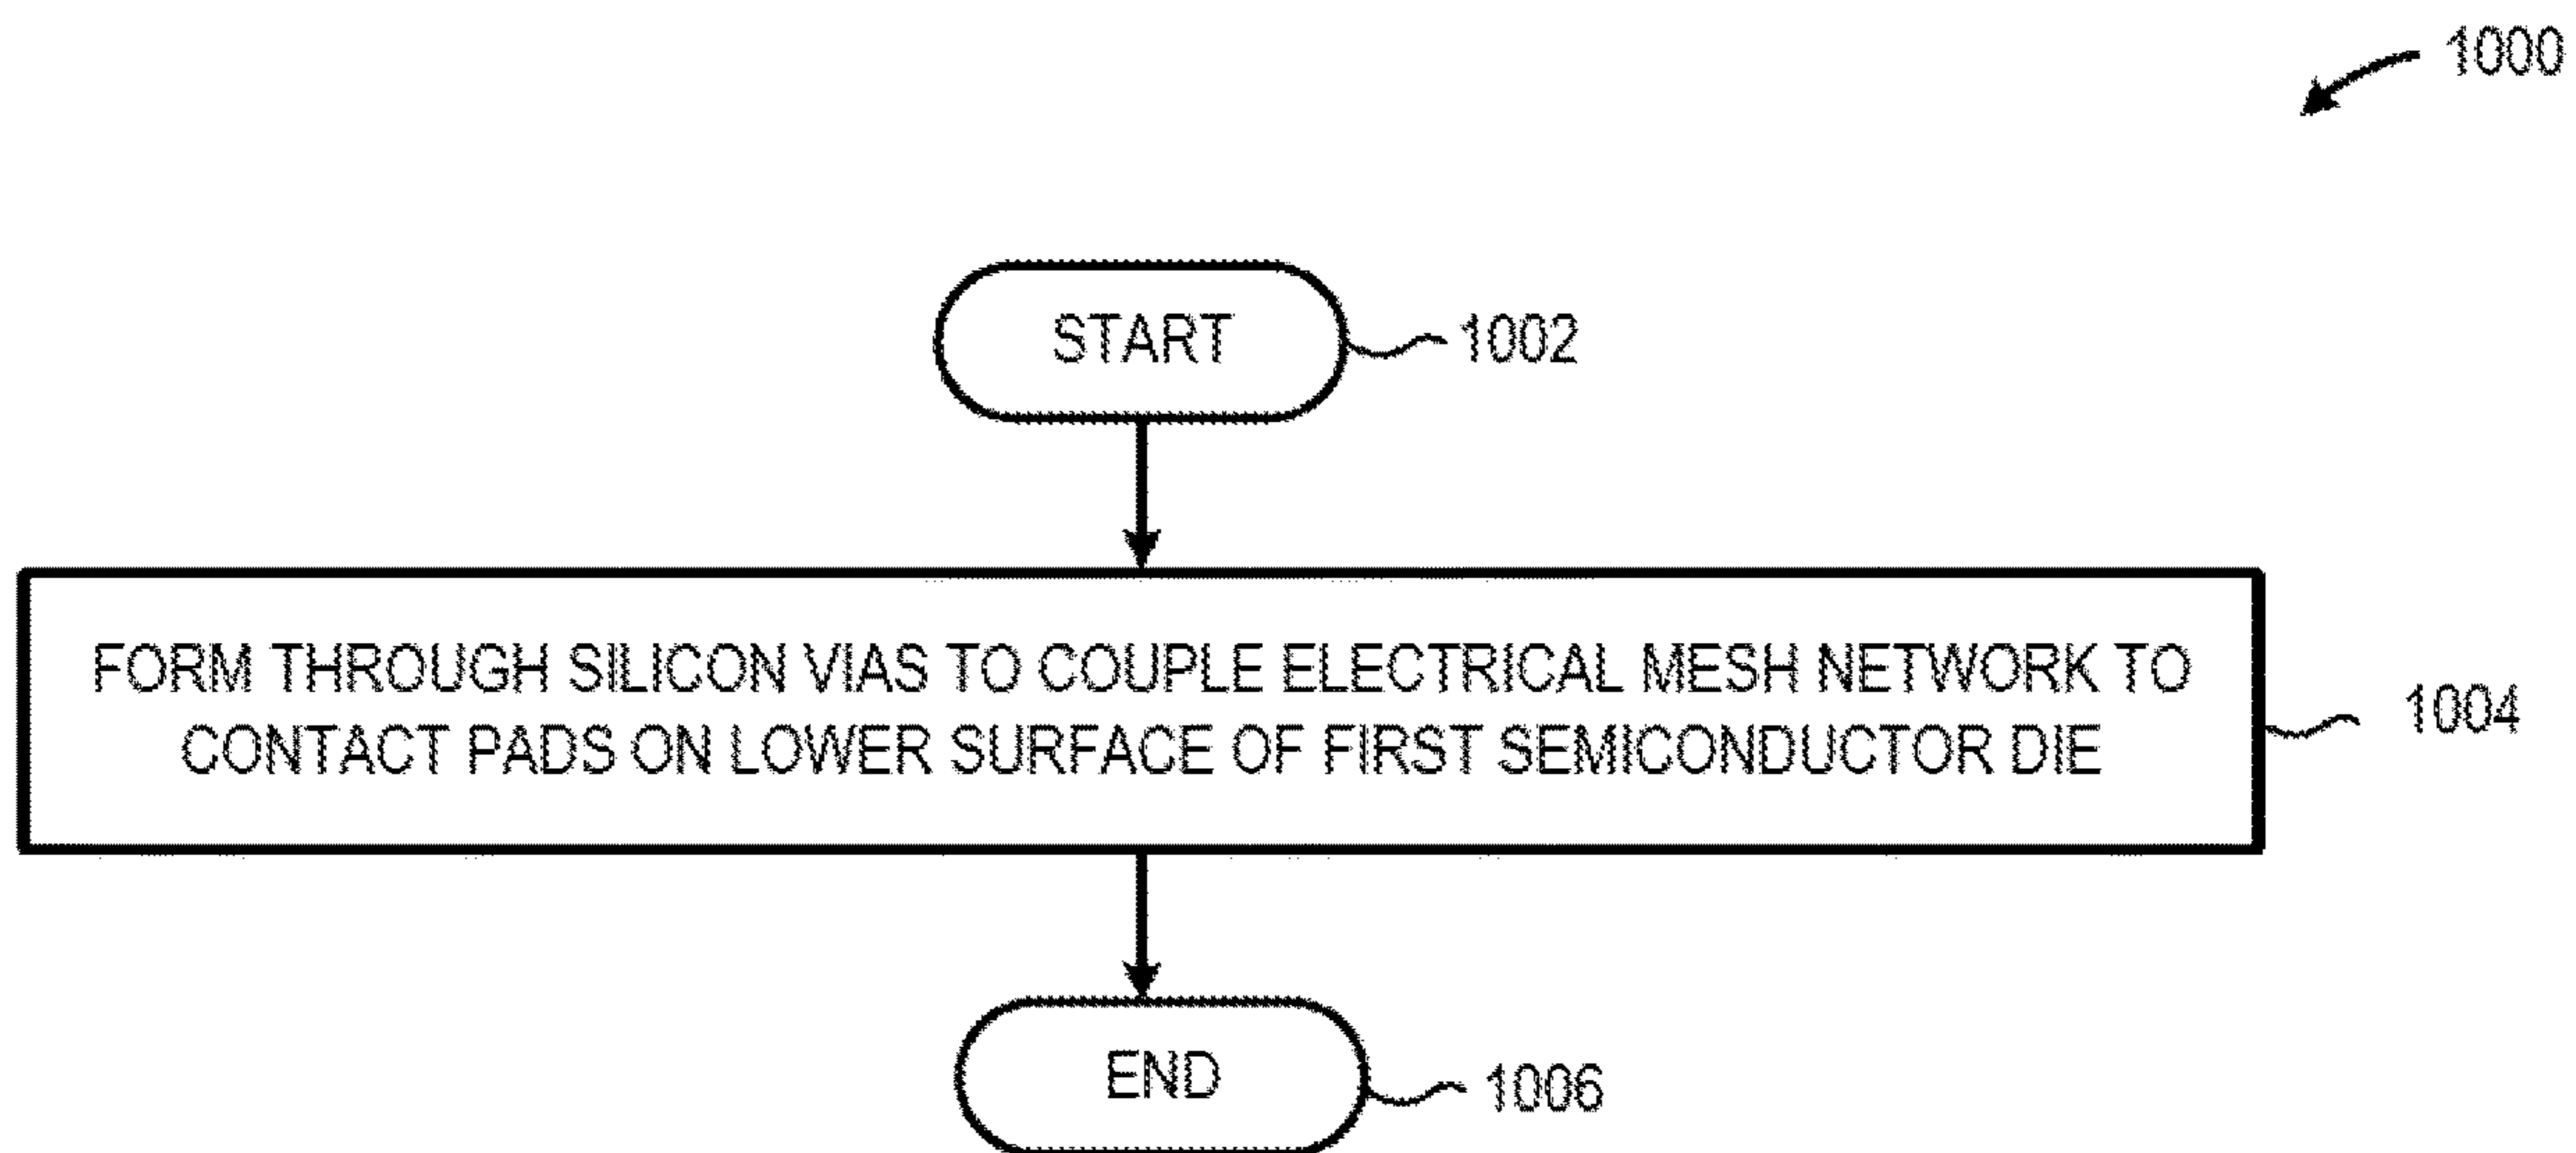 1000
START
1002
FORM THROUGH SILICON VIAS TO COUPLE ELECTRICAL MESH NETWORK TO
CONTACT PADS ON LOWER SURFACE OF FIRST SEMICONDUCTOR DIE
1004
END
1006